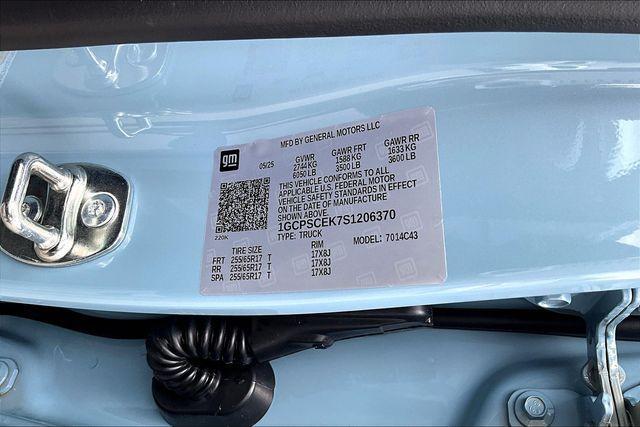 MFD BY GENERAL MOTORS LLC
gm
05/25 GVWR GAWR FRT GAWR RR
2744 KG 1588 KG 1633 KG
6050 LB 3500 LB 3600 LB
THIS VEHICLE CONFORMS TO ALL
APPLICABLE U.S. FEDERAL MOTOR
VEHICLE SAFETY STANDARDS IN EFFECT
ON THE DATE OF MANUFACTURE
SHOWN ABOVE.
1GCPSCEK7S1206370
TYPE: TRUCK
220K
TIRE SIZE RIM MODEL: 7014C43
FRT 255/65R17 T 17X8J
RR 255/65R17 T 17X8J
SPA 255/65R17 T 17X8J